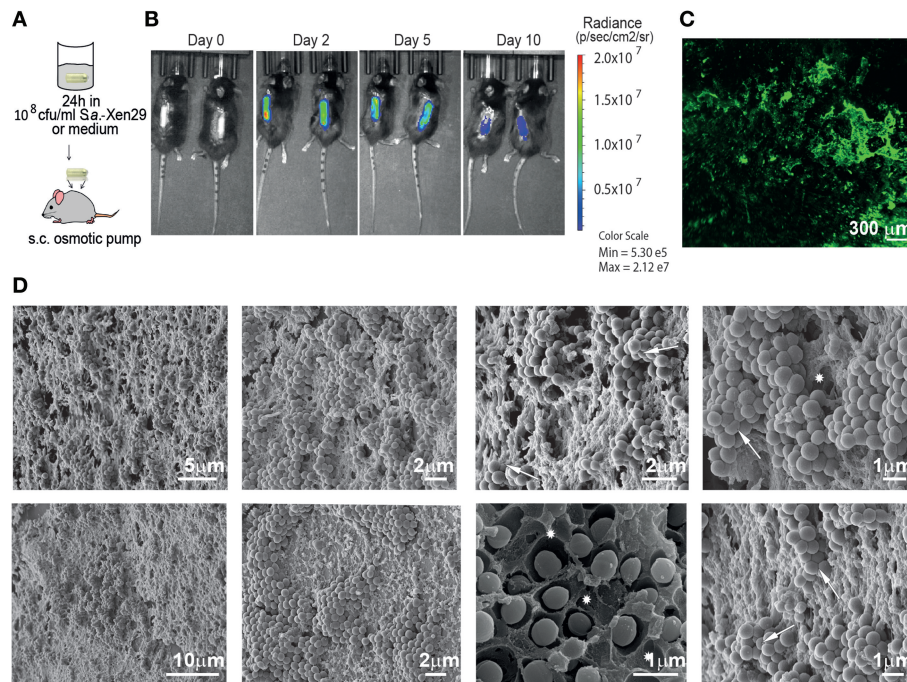 A
24h in
10⁸ cfu/ml S.a.-Xen29
or medium
s.c. osmotic pump
B
Day 0 Day 2 Day 5 Day 10
Radiance
(p/sec/cm2/sr)
2.0x10⁷
1.5x10⁷
1.0x10⁷
0.5x10⁷
Color Scale
Min = 5.30 e5
Max = 2.12 e7
C
300 µm
D
5µm 2µm 2µm 1µm
10µm 2µm 1µm 1µm